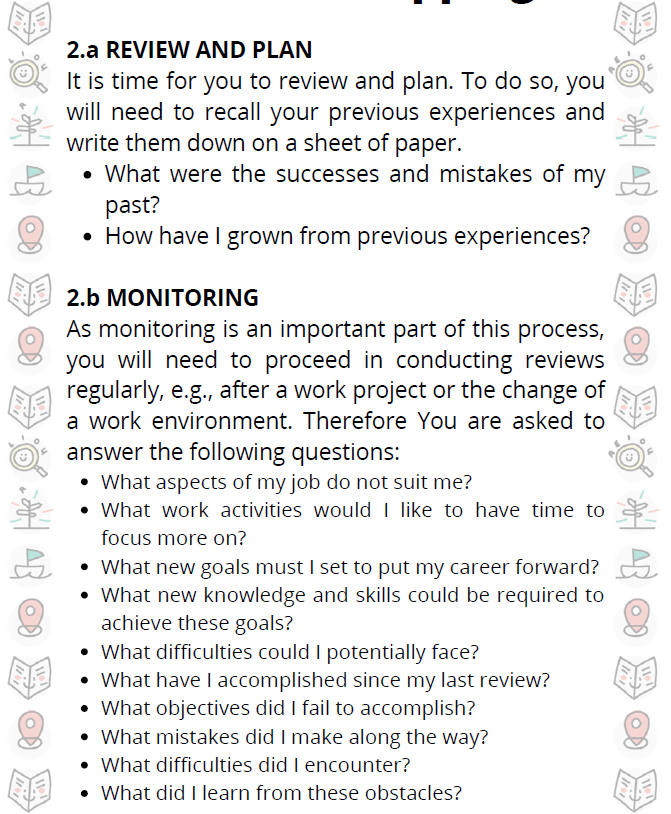 2.a REVIEW AND PLAN
It is time for you to review and plan. To do so, you
will need to recall your previous experiences and
write them down on a sheet of paper.
• What were the successes and mistakes of my
past?
• How have I grown from previous experiences?
2.b MONITORING
As monitoring is an important part of this process,
you will need to proceed in conducting reviews
regularly, e.g., after a work project or the change of
a work environment. Therefore You are asked to
answer the following questions:
• What aspects of my job do not suit me?
• What work activities would I like to have time to
focus more on?
• What new goals must I set to put my career forward?
• What new knowledge and skills could be required to
achieve these goals?
• What difficulties could I potentially face?
• What have I accomplished since my last review?
• What objectives did I fail to accomplish?
• What mistakes did I make along the way?
• What difficulties did I encounter?
• What did I learn from these obstacles?